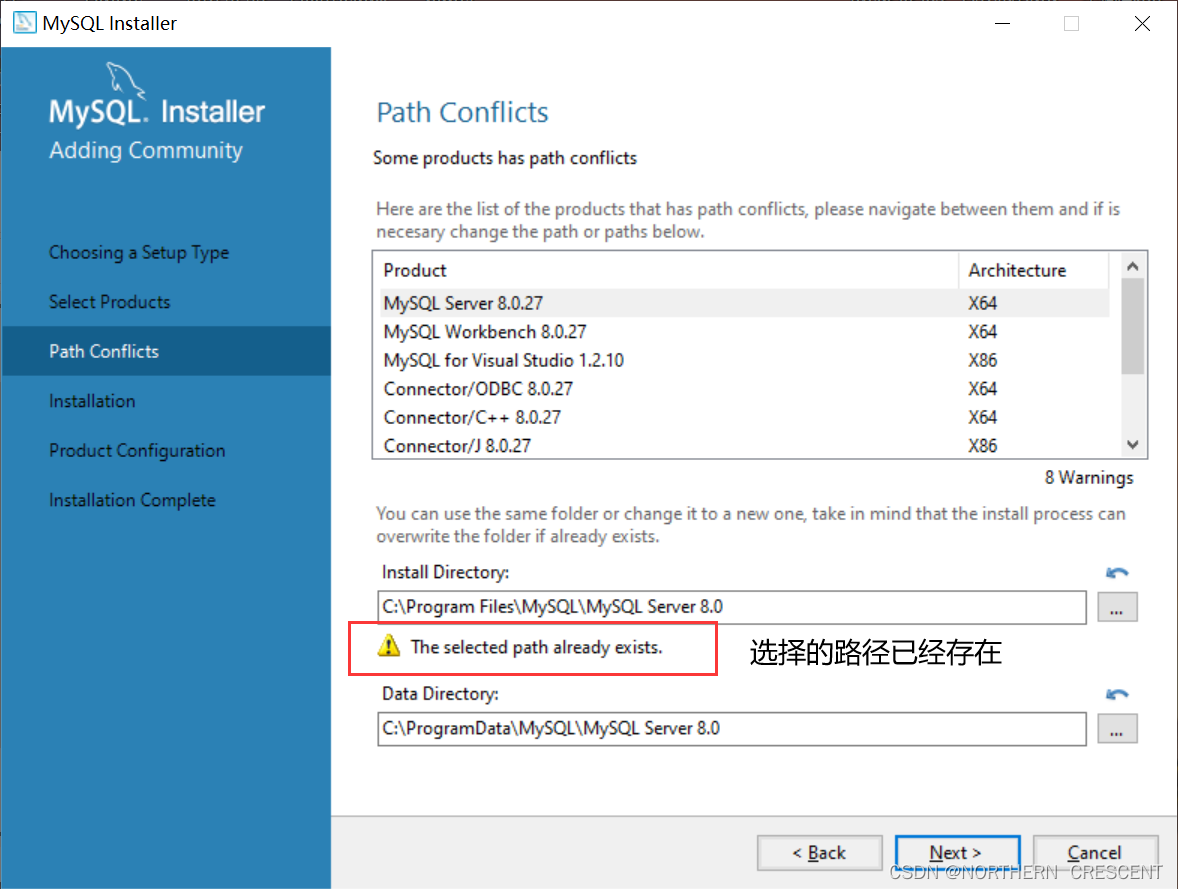 MySQL Installer
MySQL. Installer
Adding Community
Choosing a Setup Type
Select Products
Path Conflicts
Installation
Product Configuration
Installation Complete
Path Conflicts
Some products has path conflicts
Here are the list of the products that has path conflicts, please navigate between them and if is
necesary change the path or paths below.
Product Architecture
MySQL Server 8.0.27 X64
MySQL Workbench 8.0.27 X64
MySQL for Visual Studio 1.2.10 X86
Connector/ODBC 8.0.27 X64
Connector/C++ 8.0.27 X64
Connector/J 8.0.27 X86
8 Warnings
You can use the same folder or change it to a new one, take in mind that the install process can
overwrite the folder if already exists.
Install Directory:
C:\Program Files\MySQL\MySQL Server 8.0
...
The selected path already exists.
选择的路径已经存在
Data Directory:
C:\ProgramData\MySQL\MySQL Server 8.0
...
< Back Next > Cancel
CSDN @NORTHERN_CRESCENT